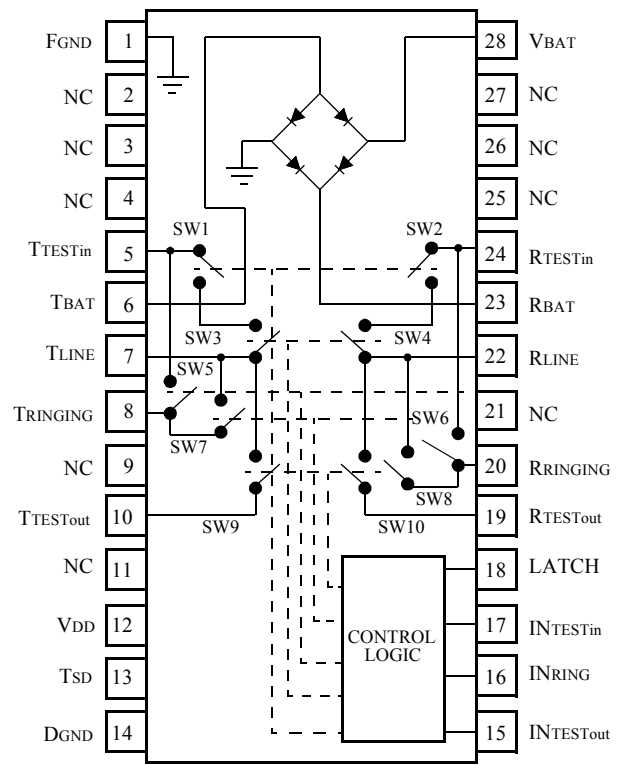 FGND 1 28 VBAT
NC 2 27 NC
NC 3 26 NC
NC 4 25 NC
SW1 SW2
TTESTin 5 24 RTESTin
TBAT 6 23 RBAT
SW3 SW4
TLINE 7 22 RLINE
SW5
TRINGING 8 21 NC
SW6
SW7
NC 9 20 RRINGING
SW8
TTESTout 10 19 RTESTout
SW9 SW10
NC 11 18 LATCH
VDD 12 17 INTESTin
CONTROL
LOGIC
TSD 13 16 INRING
DGND 14 15 INTESTout